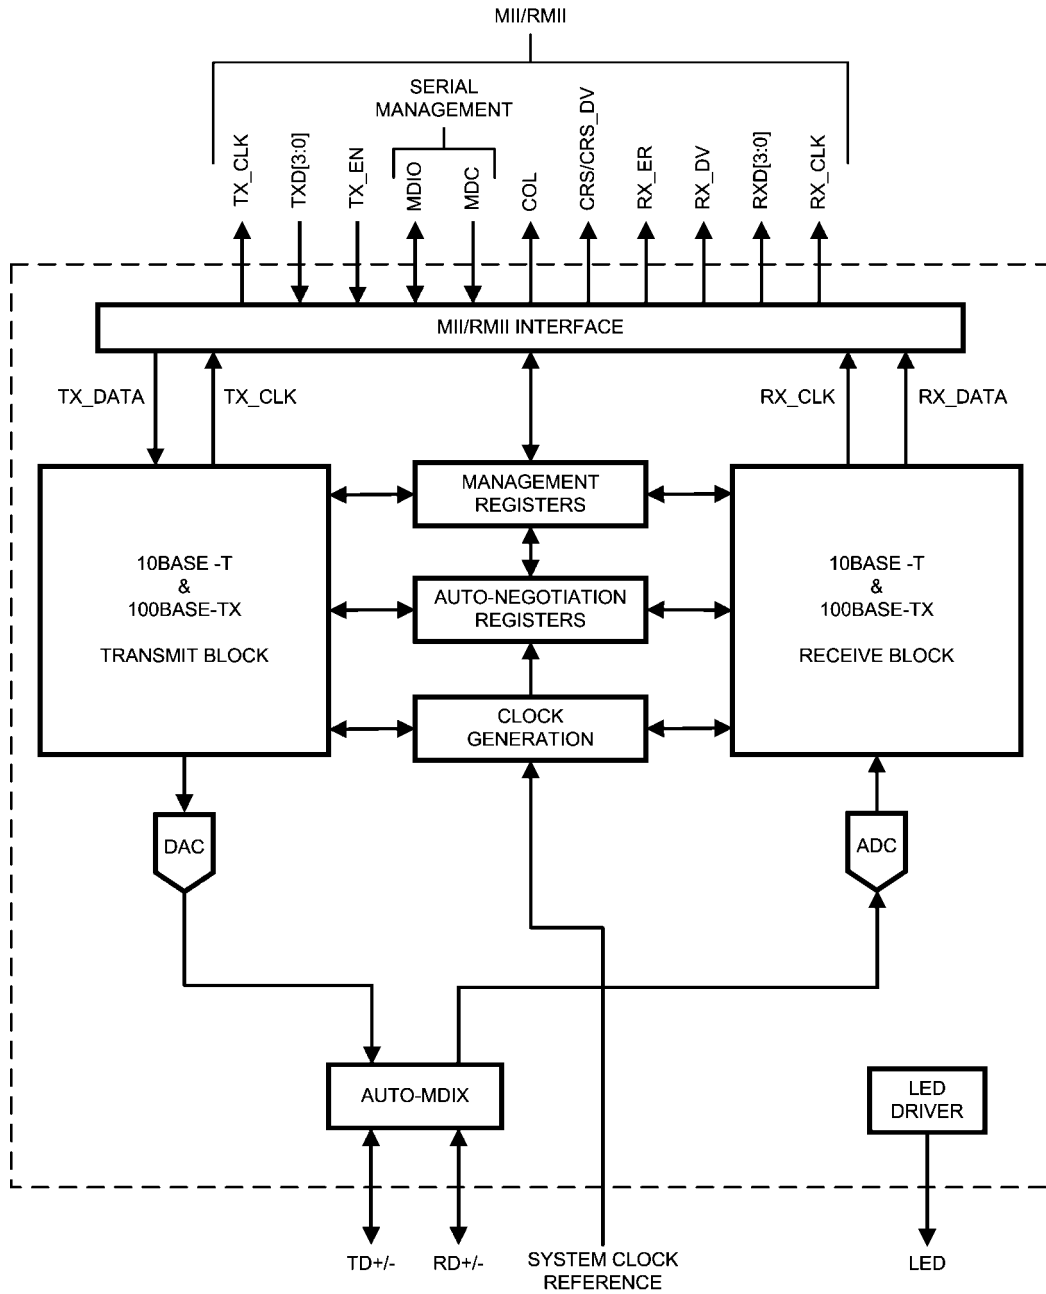 MII/RMII
SERIAL
MANAGEMENT
TX_CLK
TXD[3:0]
TX_EN
MDIO
MDC
COL
CRS/CRS_DV
RX_ER
RX_DV
RXD[3:0]
RX_CLK
MII/RMII INTERFACE
TX_DATA
TX_CLK
RX_CLK
RX_DATA
MANAGEMENT
REGISTERS
10BASE -T
&
100BASE-TX
TRANSMIT BLOCK
AUTO-NEGOTIATION
REGISTERS
10BASE -T
&
100BASE-TX
RECEIVE BLOCK
CLOCK
GENERATION
DAC
ADC
AUTO-MDIX
LED
DRIVER
TD+/-
RD+/-
SYSTEM CLOCK
REFERENCE
LED